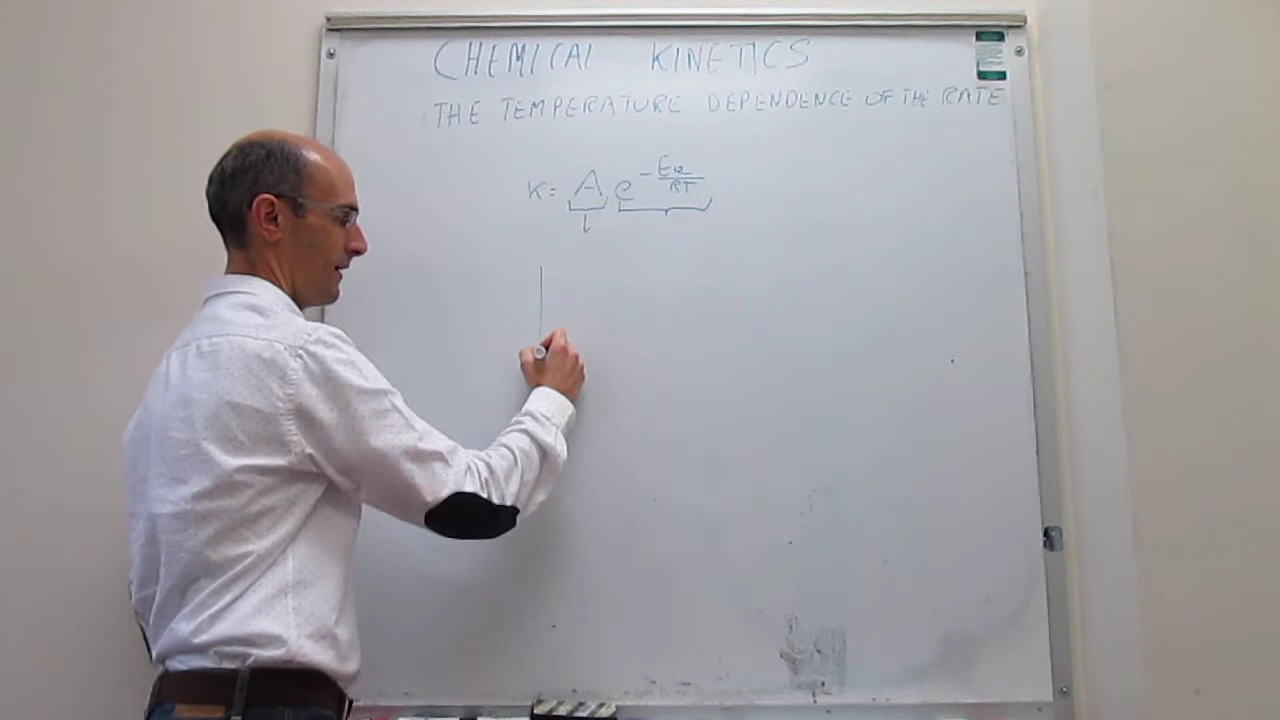 CHEMICAL KINETICS
THE TEMPERATURE DEPENDENCE OF THE RATE
K = A e^{-Ea/RT}